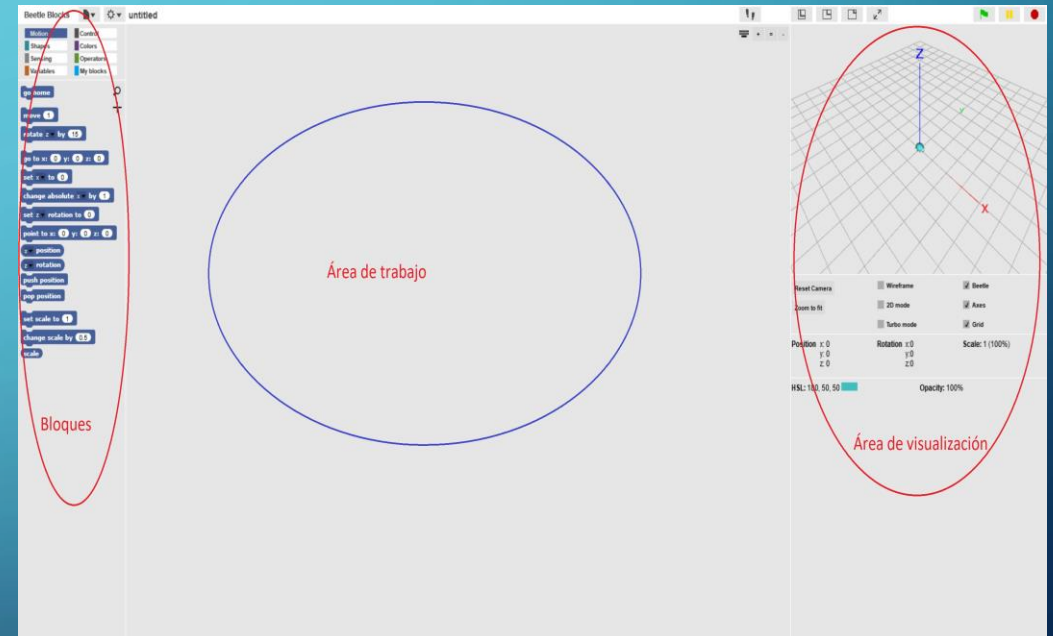 Beetle Blocks untitled
Motion Control
Shapes Colors
Sensing Operators
Variables My blocks
go home
move 1
rotate z by 15
go to x: 0 y: 0 z: 0
set z to 0
change absolute z by 1
set z rotation to 0
point to x: 0 y: 0 z: 0
z position
z rotation
push position
pop position
set scale to 1
change scale by 0.5
scale
Bloques
Área de trabajo
Z
Y
X
Reset Camera Wireframe Beetle
Zoom to fit 2D mode Axes
Turbo mode Grid
Position x: 0 Rotation x:0 Scale: 1 (100%)
y: 0 y:0
z: 0 z:0
HSL: 180, 50, 50 Opacity: 100%
Área de visualización